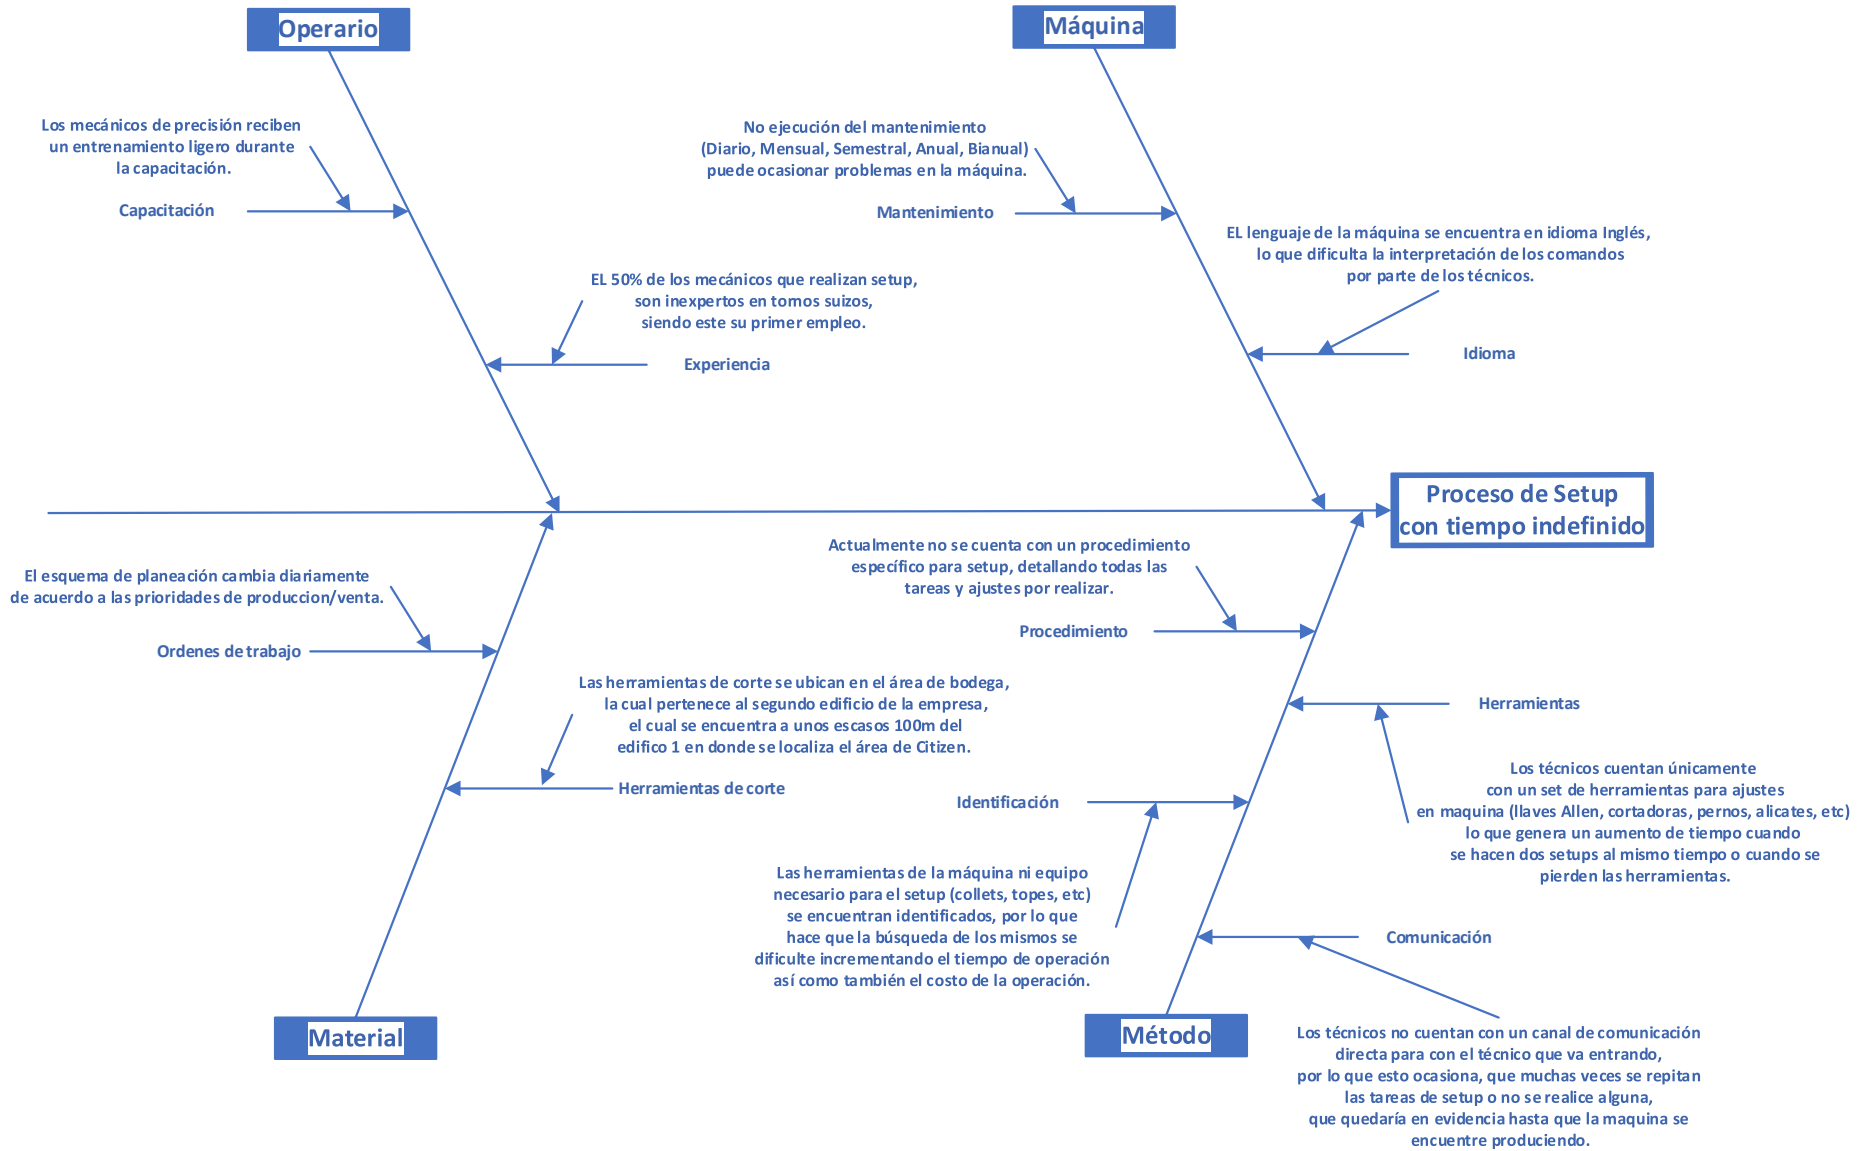 Operario
Máquina
Los mecánicos de precisión reciben
un entrenamiento ligero durante
la capacitación.
Capacitación
No ejecución del mantenimiento
(Diario, Mensual, Semestral, Anual, Bianual)
puede ocasionar problemas en la máquina.
Mantenimiento
EL lenguaje de la máquina se encuentra en idioma Inglés,
lo que dificulta la interpretación de los comandos
por parte de los técnicos.
Idioma
EL 50% de los mecánicos que realizan setup,
son inexpertos en tornos suizos,
siendo este su primer empleo.
Experiencia
Proceso de Setup
con tiempo indefinido
El esquema de planeación cambia diariamente
de acuerdo a las prioridades de produccion/venta.
Ordenes de trabajo
Actualmente no se cuenta con un procedimiento
específico para setup, detallando todas las
tareas y ajustes por realizar.
Procedimiento
Las herramientas de corte se ubican en el área de bodega,
la cual pertenece al segundo edificio de la empresa,
el cual se encuentra a unos escasos 100m del
edifico 1 en donde se localiza el área de Citizen.
Herramientas de corte
Herramientas
Los técnicos cuentan únicamente
con un set de herramientas para ajustes
en maquina (llaves Allen, cortadoras, pernos, alicates, etc)
lo que genera un aumento de tiempo cuando
se hacen dos setups al mismo tiempo o cuando se
pierden las herramientas.
Identificación
Las herramientas de la máquina ni equipo
necesario para el setup (collets, topes, etc)
se encuentran identificados, por lo que
hace que la búsqueda de los mismos se
dificulte incrementando el tiempo de operación
así como también el costo de la operación.
Comunicación
Los técnicos no cuentan con un canal de comunicación
directa para con el técnico que va entrando,
por lo que esto ocasiona, que muchas veces se repitan
las tareas de setup o no se realice alguna,
que quedaría en evidencia hasta que la maquina se
encuentre produciendo.
Material
Método